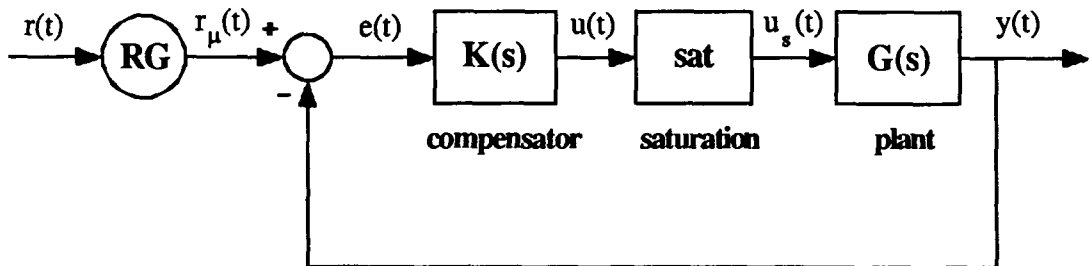 r(t) RG r_μ(t) + - e(t) K(s) u(t) sat u_s(t) G(s) y(t)
compensator saturation plant